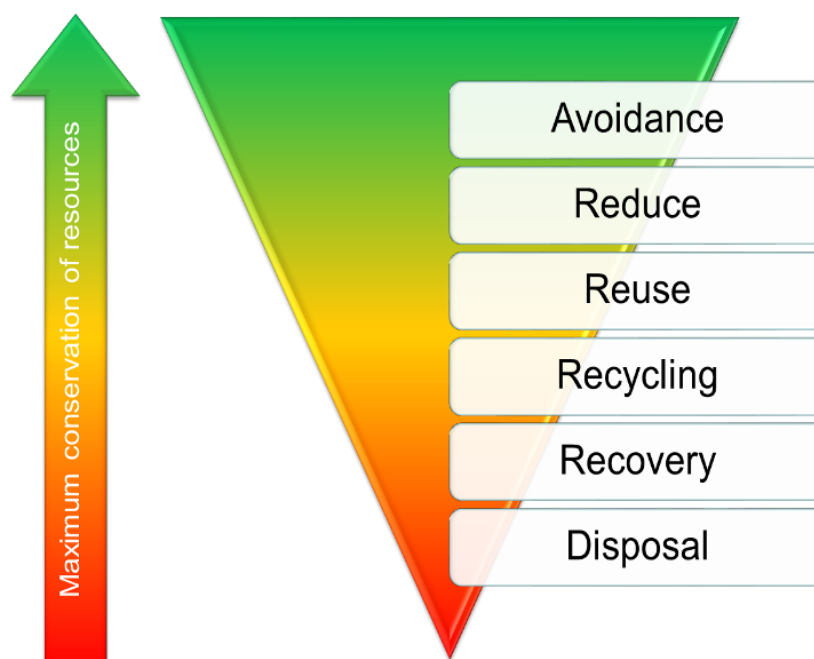 Maximum conservation of resources
Avoidance
Reduce
Reuse
Recycling
Recovery
Disposal